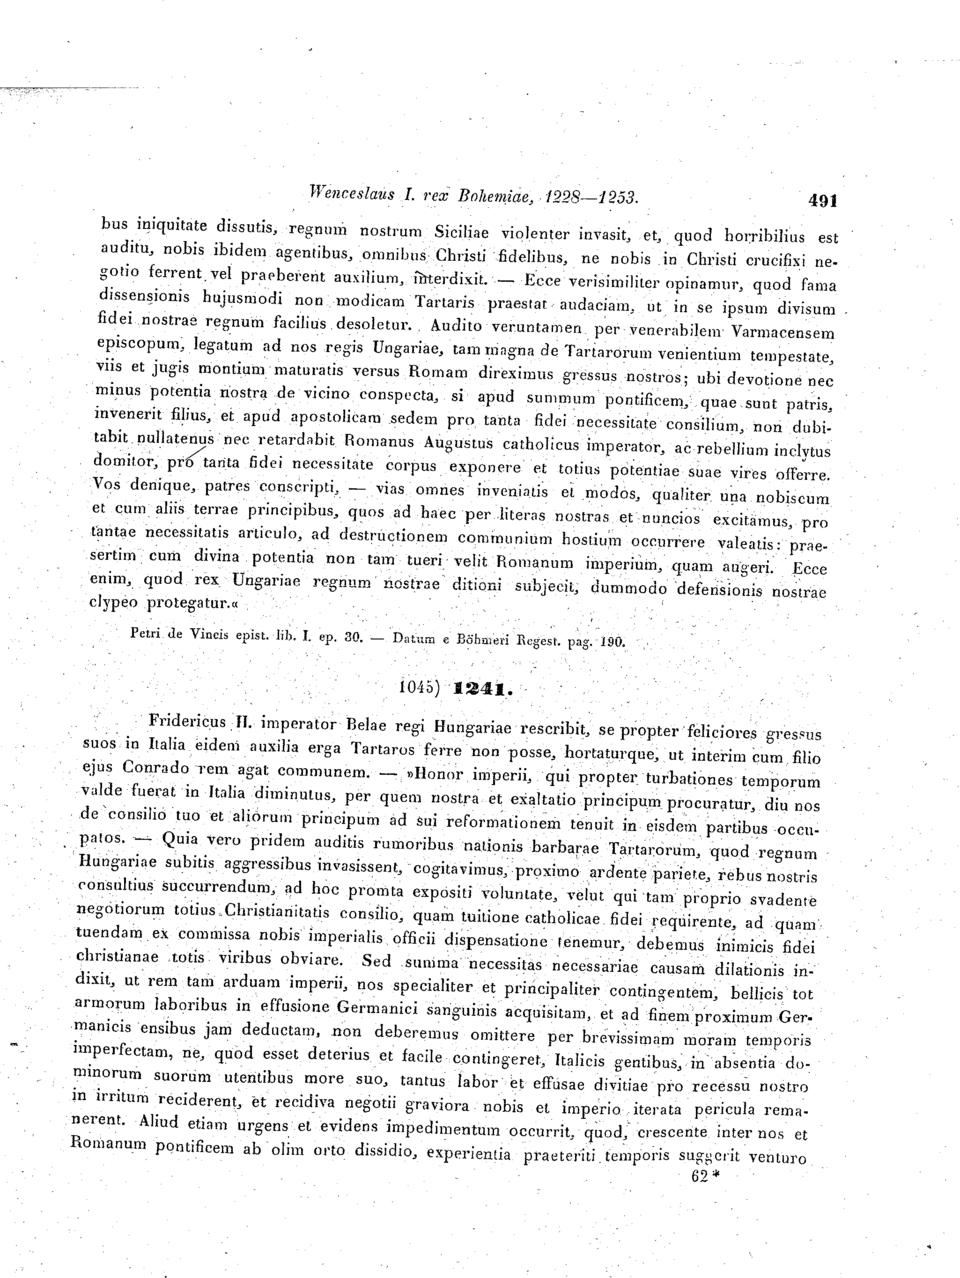 Wenceslaus I. rex Bohemiae, 1228—1253.
491
bus iniquitate dissutis, regnum nostrum Siciliae violenter invasit, et, quod horribilius est
auditu, nobis ibidem agentibus, omnibus Christi fidelibus, ne nobis in Christi crucifixi ne-
gotio ferrent vel praeberent auxilium, interdixit. — Ecce verisimiliter opinamur, quod fama
dissensionis hujusmodi non modicam Tartaris praestat audaciam, ut in se ipsum divisum
fidei nostrae regnum facilius desoletur. Audito veruntamen per venerabilem Varmacensem
episcopum, legatum ad nos regis Ungariae, tam magna de Tartarorum venientium tempestate,
viis et jugis montium maturatis versus Romam direximus gressus nostros; ubi devotione nec
minus potentia nostra de vicino conspecta, si apud summum pontificem, quae sunt patris,
invenerit filius, et apud apostolicam sedem pro tanta fidei necessitate consilium, non dubi-
tabit nullatenus nec retardabit Romanus Augustus catholicus imperator, ac rebellium inclytus
domitor, pro tanta fidei necessitate corpus exponere et totius potentiae suae vires offerre.
Vos denique, patres conscripti, — vias omnes inveniatis et modos, qualiter una nobiscum
et cum aliis terrae principibus, quos ad haec per literas nostras et nuncios excitamus, pro
tantae necessitatis articulo, ad destructionem communium hostium occurrere valeatis: prae-
sertim cum divina potentia non tam tueri velit Romanum imperium, quam augeri. Ecce
enim, quod rex Ungariae regnum nostrae ditioni subjecit, dummodo defensionis nostrae
clypeo protegatur.«
Petri de Vineis epist. lib. I. ep. 30. — Datum e Böhmeri Regest. pag. 190.
1045) 1241.
Fridericus II. imperator Belae regi Hungariae rescribit, se propter feliciores gressus
suos in Italia eidem auxilia erga Tartaros ferre non posse, hortaturque, ut interim cum filio
ejus Conrado rem agat communem. — »Honor imperii, qui propter turbationes temporum
valde fuerat in Italia diminutus, per quem nostra et exaltatio principum procuratur, diu nos
de consilio tuo et aliorum principum ad sui reformationem tenuit in eisdem partibus occu-
patos. — Quia vero pridem auditis rumoribus nationis barbarae Tartarorum, quod regnum
Hungariae subitis aggressibus invasissent, cogitavimus, proximo ardente pariete, rebus nostris
consultius succurrendum, ad hoc promta expositi voluntate, velut qui tam proprio svadente
negotiorum totius Christianitatis consilio, quam tuitione catholicae fidei requirente, ad quam
tuendam ex commissa nobis imperialis officii dispensatione tenemur, debemus inimicis fidei
christianae totis viribus obviare. Sed summa necessitas necessariae causam dilationis in-
dixit, ut rem tam arduam imperii, nos specialiter et principaliter contingentem, bellicis tot
armorum laboribus in effusione Germanici sanguinis acquisitam, et ad finem proximum Ger-
manicis ensibus jam deductam, non deberemus omittere per brevissimam moram temporis
imperfectam, ne, quod esset deterius et facile contingeret, Italicis gentibus, in absentia do-
minorum suorum utentibus more suo, tantus labor et effusae divitiae pro recessu nostro
in irritum reciderent, et recidiva negotii graviora nobis et imperio iterata pericula rema-
nerent. Aliud etiam urgens et evidens impedimentum occurrit, quod, crescente inter nos et
Romanum pontificem ab olim orto dissidio, experientia praeteriti temporis suggerit venturo
62*